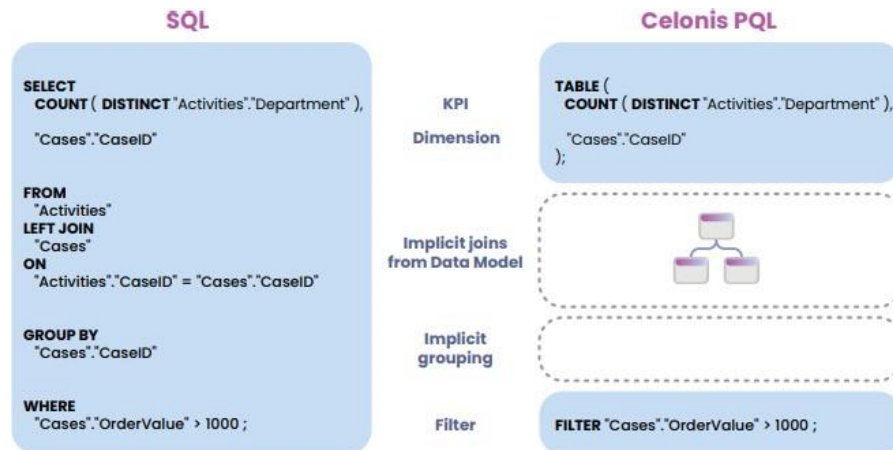 SQL
SELECT
COUNT ( DISTINCT "Activities"."Department" ),
"Cases"."CaseID"
FROM
"Activities"
LEFT JOIN
"Cases"
ON
"Activities"."CaseID" = "Cases"."CaseID"
GROUP BY
"Cases"."CaseID"
WHERE
"Cases"."OrderValue" > 1000 ;
KPI
Dimension
Implicit joins
from Data Model
Implicit
grouping
Filter
Celonis PQL
TABLE (
COUNT ( DISTINCT "Activities"."Department" ),
"Cases"."CaseID"
);
FILTER "Cases"."OrderValue" > 1000 ;